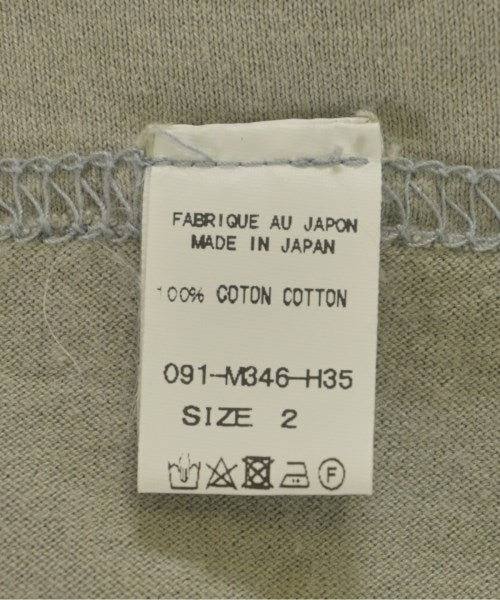 FABRIQUE AU JAPON
MADE IN JAPAN
100% COTON COTTON
091-M346-H35
SIZE 2
F